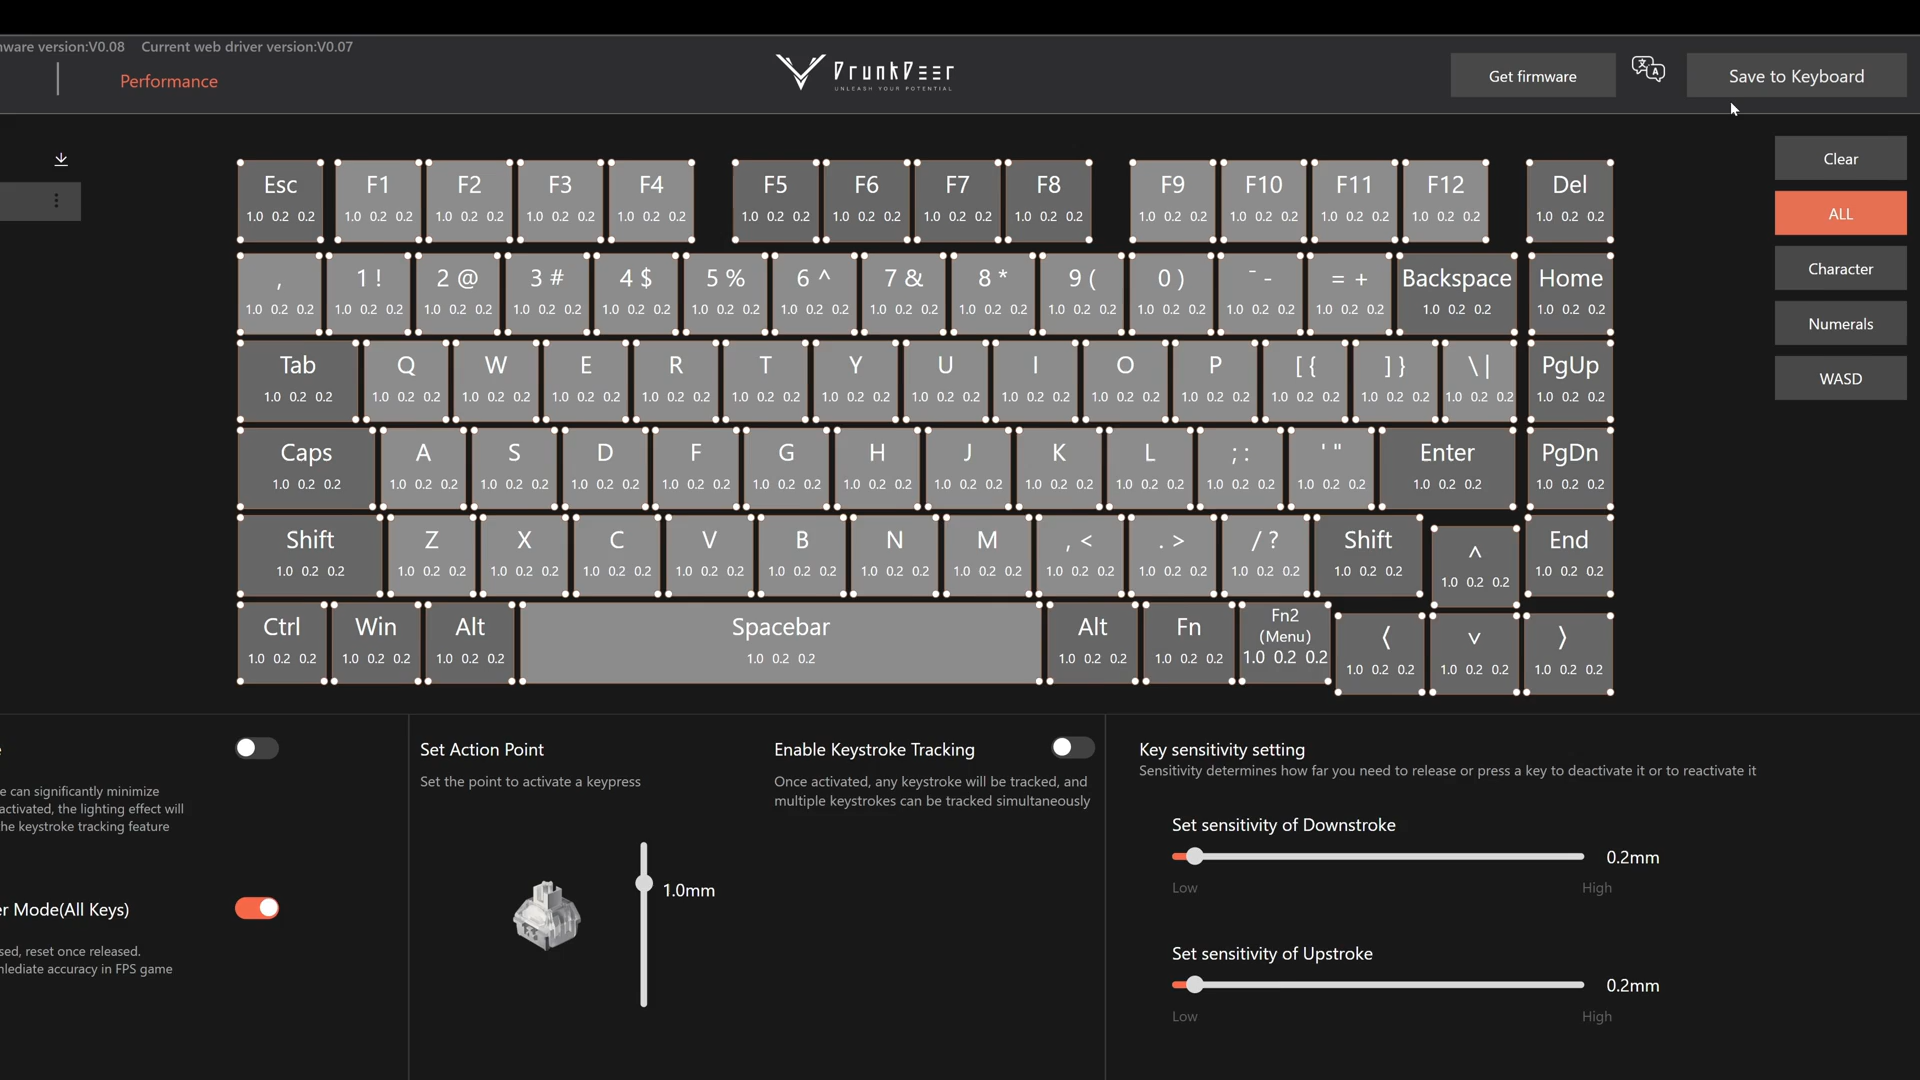 nware version:V0.08 Current web driver version:V0.07
Performance
DrunkDeer
UNLEASH YOUR POTENTIAL
Get firmware
Save to Keyboard
Esc F1 F2 F3 F4 F5 F6 F7 F8 F9 F10 F11 F12 Del
1.0 0.2 0.2 1.0 0.2 0.2 1.0 0.2 0.2 1.0 0.2 0.2 1.0 0.2 0.2 1.0 0.2 0.2 1.0 0.2 0.2 1.0 0.2 0.2 1.0 0.2 0.2 1.0 0.2 0.2 1.0 0.2 0.2 1.0 0.2 0.2 1.0 0.2 0.2 1.0 0.2 0.2
, 1 ! 2 @ 3 # 4 $ 5 % 6 ^ 7 & 8 * 9 ( 0 ) ¯ - = + Backspace Home
1.0 0.2 0.2 1.0 0.2 0.2 1.0 0.2 0.2 1.0 0.2 0.2 1.0 0.2 0.2 1.0 0.2 0.2 1.0 0.2 0.2 1.0 0.2 0.2 1.0 0.2 0.2 1.0 0.2 0.2 1.0 0.2 0.2 1.0 0.2 0.2 1.0 0.2 0.2 1.0 0.2 0.2 1.0 0.2 0.2
Tab Q W E R T Y U I O P [ { ] } \ | PgUp
1.0 0.2 0.2 1.0 0.2 0.2 1.0 0.2 0.2 1.0 0.2 0.2 1.0 0.2 0.2 1.0 0.2 0.2 1.0 0.2 0.2 1.0 0.2 0.2 1.0 0.2 0.2 1.0 0.2 0.2 1.0 0.2 0.2 1.0 0.2 0.2 1.0 0.2 0.2 1.0 0.2 0.2 1.0 0.2 0.2
Caps A S D F G H J K L ; : ' " Enter PgDn
1.0 0.2 0.2 1.0 0.2 0.2 1.0 0.2 0.2 1.0 0.2 0.2 1.0 0.2 0.2 1.0 0.2 0.2 1.0 0.2 0.2 1.0 0.2 0.2 1.0 0.2 0.2 1.0 0.2 0.2 1.0 0.2 0.2 1.0 0.2 0.2 1.0 0.2 0.2 1.0 0.2 0.2
Shift Z X C V B N M , < . > / ? Shift ^ End
1.0 0.2 0.2 1.0 0.2 0.2 1.0 0.2 0.2 1.0 0.2 0.2 1.0 0.2 0.2 1.0 0.2 0.2 1.0 0.2 0.2 1.0 0.2 0.2 1.0 0.2 0.2 1.0 0.2 0.2 1.0 0.2 0.2 1.0 0.2 0.2 1.0 0.2 0.2 1.0 0.2 0.2
Ctrl Win Alt Spacebar Alt Fn Fn2
(Menu)
1.0 0.2 0.2 1.0 0.2 0.2 1.0 0.2 0.2 1.0 0.2 0.2 1.0 0.2 0.2 1.0 0.2 0.2 1.0 0.2 0.2 1.0 0.2 0.2 1.0 0.2 0.2 1.0 0.2 0.2
Clear
ALL
Character
Numerals
WASD
e
e can significantly minimize
activated, the lighting effect will
he keystroke tracking feature
er Mode(All Keys)
sed, reset once released.
mlediate accuracy in FPS game
Set Action Point
Set the point to activate a keypress
1.0mm
Enable Keystroke Tracking
Once activated, any keystroke will be tracked, and
multiple keystrokes can be tracked simultaneously
Key sensitivity setting
Sensitivity determines how far you need to release or press a key to deactivate it or to reactivate it
Set sensitivity of Downstroke
0.2mm
Low High
Set sensitivity of Upstroke
0.2mm
Low High